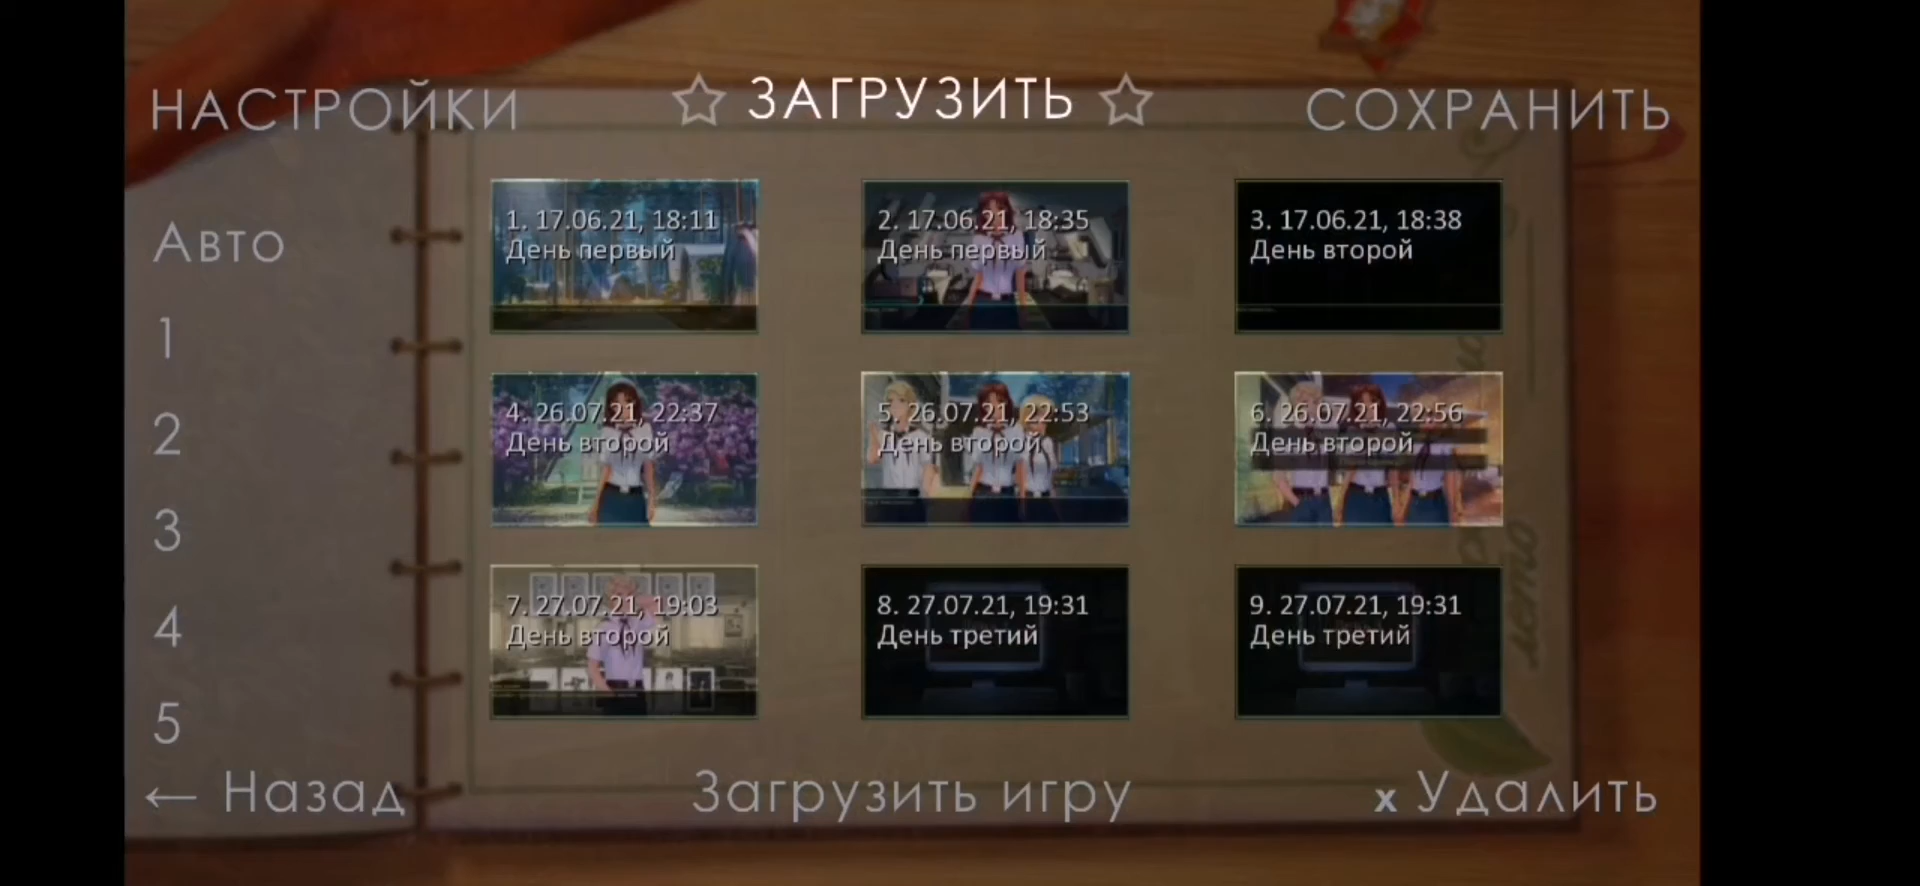 НАСТРОЙКИ
ЗАГРУЗИТЬ
СОХРАНИТЬ
Авто
1
2
3
4
5
1. 17.06.21, 18:11
День первый
2. 17.06.21, 18:35
День первый
3. 17.06.21, 18:38
День второй
4. 26.07.21, 22:37
День второй
5. 26.07.21, 22:53
День второй
6. 26.07.21, 22:56
День второй
7. 27.07.21, 19:03
День второй
8. 27.07.21, 19:31
День третий
9. 27.07.21, 19:31
День третий
лето
← Назад
Загрузить игру
x Удалить